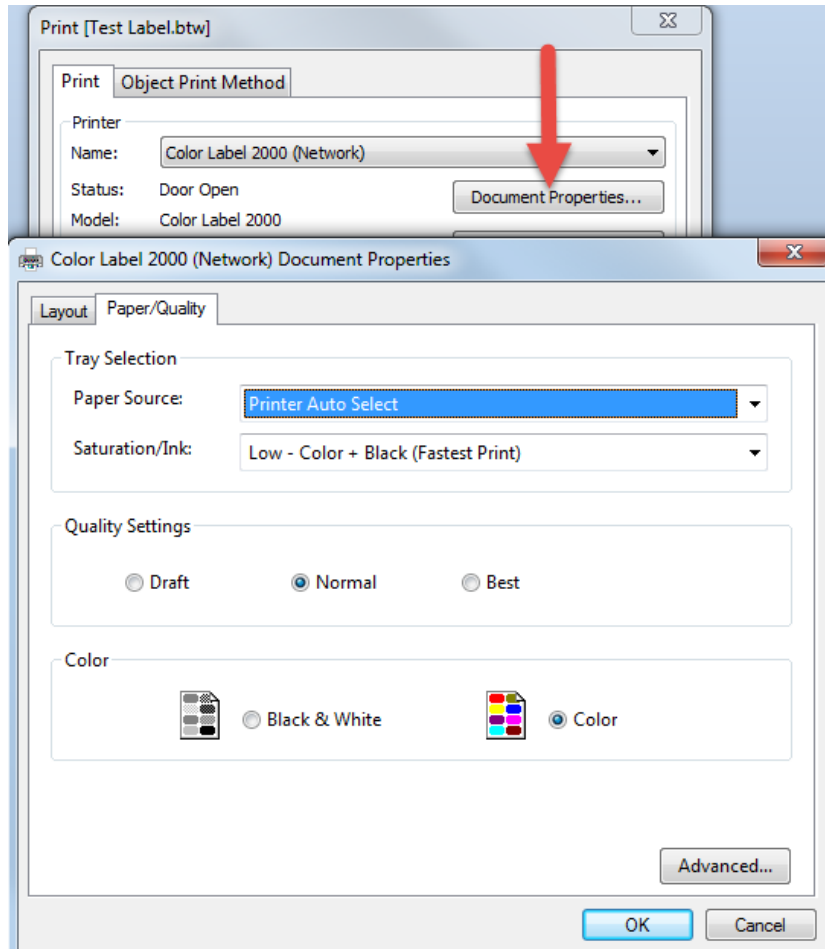 Print [Test Label.btw]
Print Object Print Method
Printer
Name: Color Label 2000 (Network)
Status: Door Open Document Properties...
Model: Color Label 2000
Color Label 2000 (Network) Document Properties
Layout Paper/Quality
Tray Selection
Paper Source: Printer Auto Select
Saturation/Ink: Low - Color + Black (Fastest Print)
Quality Settings
Draft Normal Best
Color
Black & White Color
Advanced...
OK Cancel